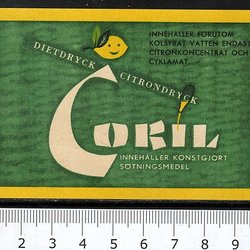 INNEHÅLLER FÖRUTOM
KOLSYRAT VATTEN ENDAST
CITRONKONCENTRAT OCH
CYKLAMAT...
DIETDRYCK
CITRONDRYCK
CORIL
INNEHÅLLER KONSTGJORT
SÖTNINGSMEDEL
1 2 3 4 5 6 7 8 9